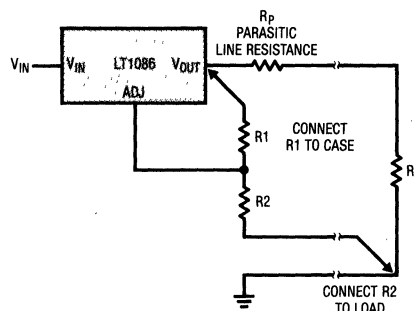 RP
PARASITIC
LINE RESISTANCE
VIN
VIN LT1086 VOUT
ADJ
R1
CONNECT
R1 TO CASE
R
R2
CONNECT R2
TO LOAD